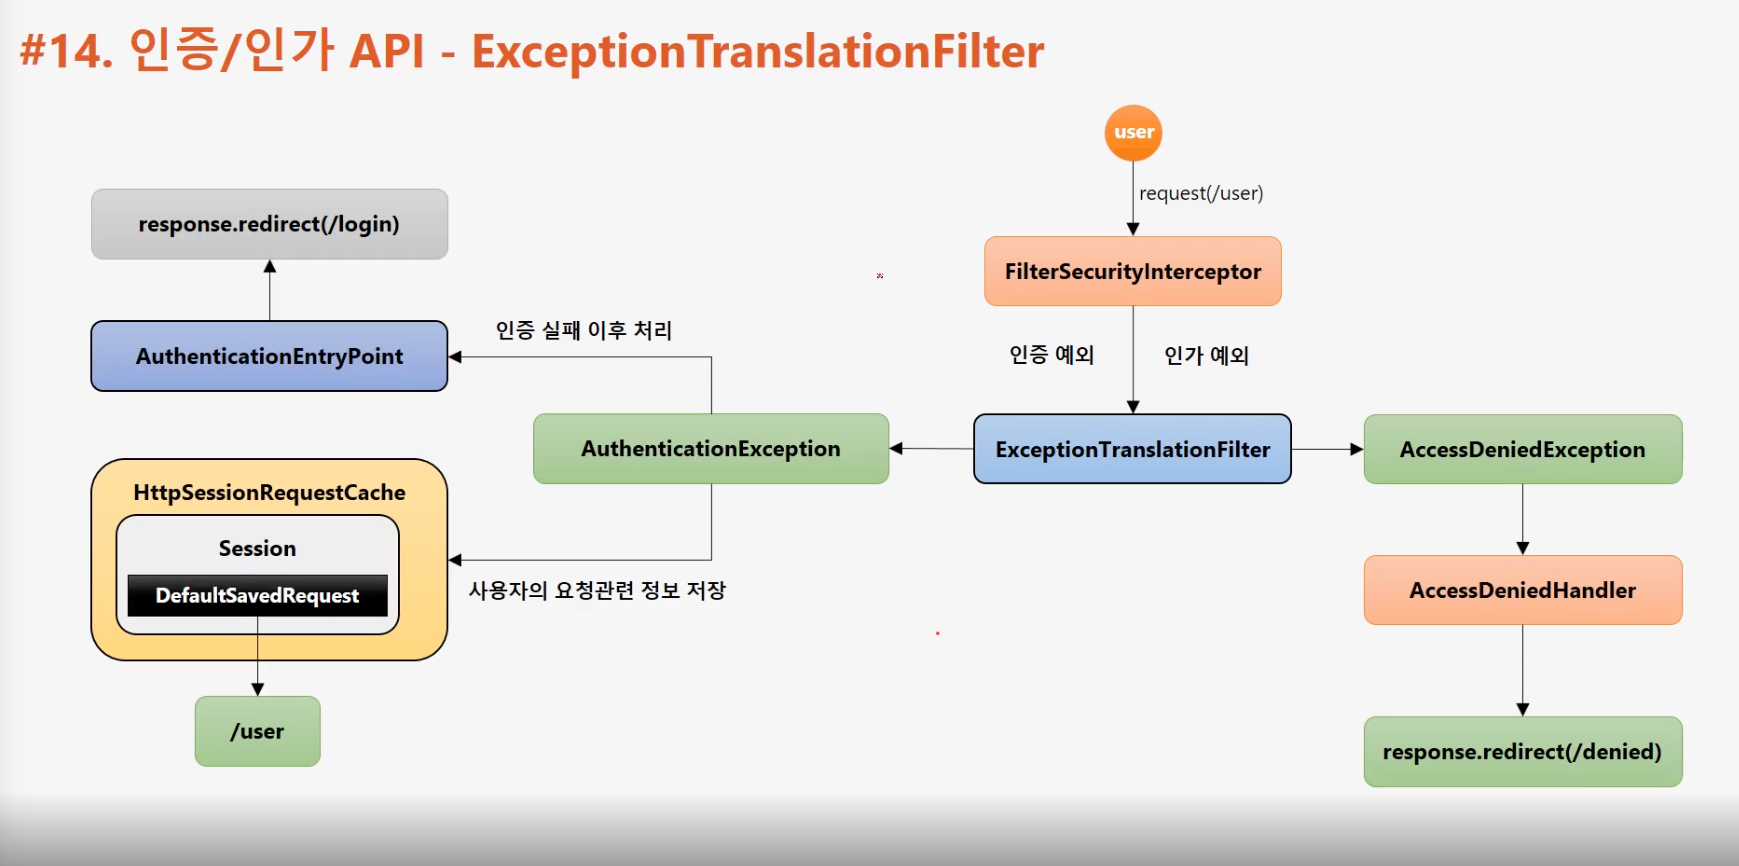 #14. 인증/인가 API - ExceptionTranslationFilter
user
request(/user)
FilterSecurityInterceptor
인증 예외
인가 예외
ExceptionTranslationFilter
AuthenticationException
인증 실패 이후 처리
AuthenticationEntryPoint
response.redirect(/login)
사용자의 요청관련 정보 저장
HttpSessionRequestCache
Session
DefaultSavedRequest
/user
AccessDeniedException
AccessDeniedHandler
response.redirect(/denied)